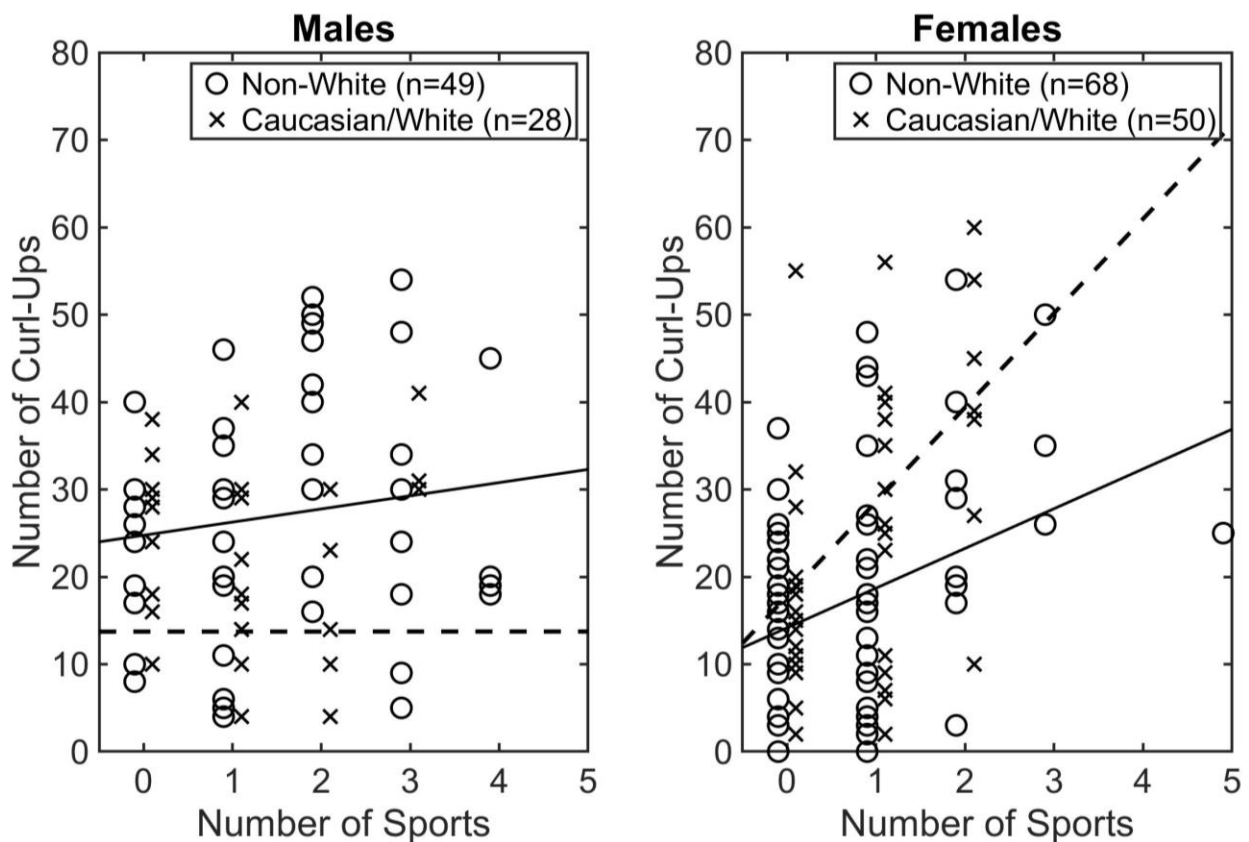 Males
80
70
60
50
40
30
20
10
0
Number of Curl-Ups
Non-White (n=49)
Caucasian/White (n=28)
0 1 2 3 4 5
Number of Sports
Females
80
70
60
50
40
30
20
10
0
Number of Curl-Ups
Non-White (n=68)
Caucasian/White (n=50)
0 1 2 3 4 5
Number of Sports